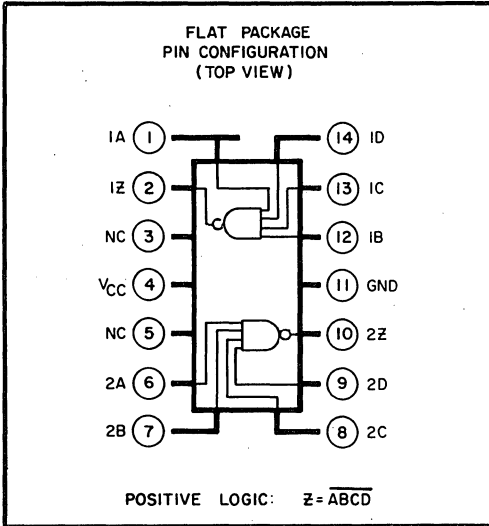 FLAT PACKAGE
PIN CONFIGURATION
(TOP VIEW)
1A 1 14 1D
1Z 2 13 1C
NC 3 12 1B
VCC 4 11 GND
NC 5 10 2Z
2A 6 9 2D
2B 7 8 2C
POSITIVE LOGIC: Z = ABCD